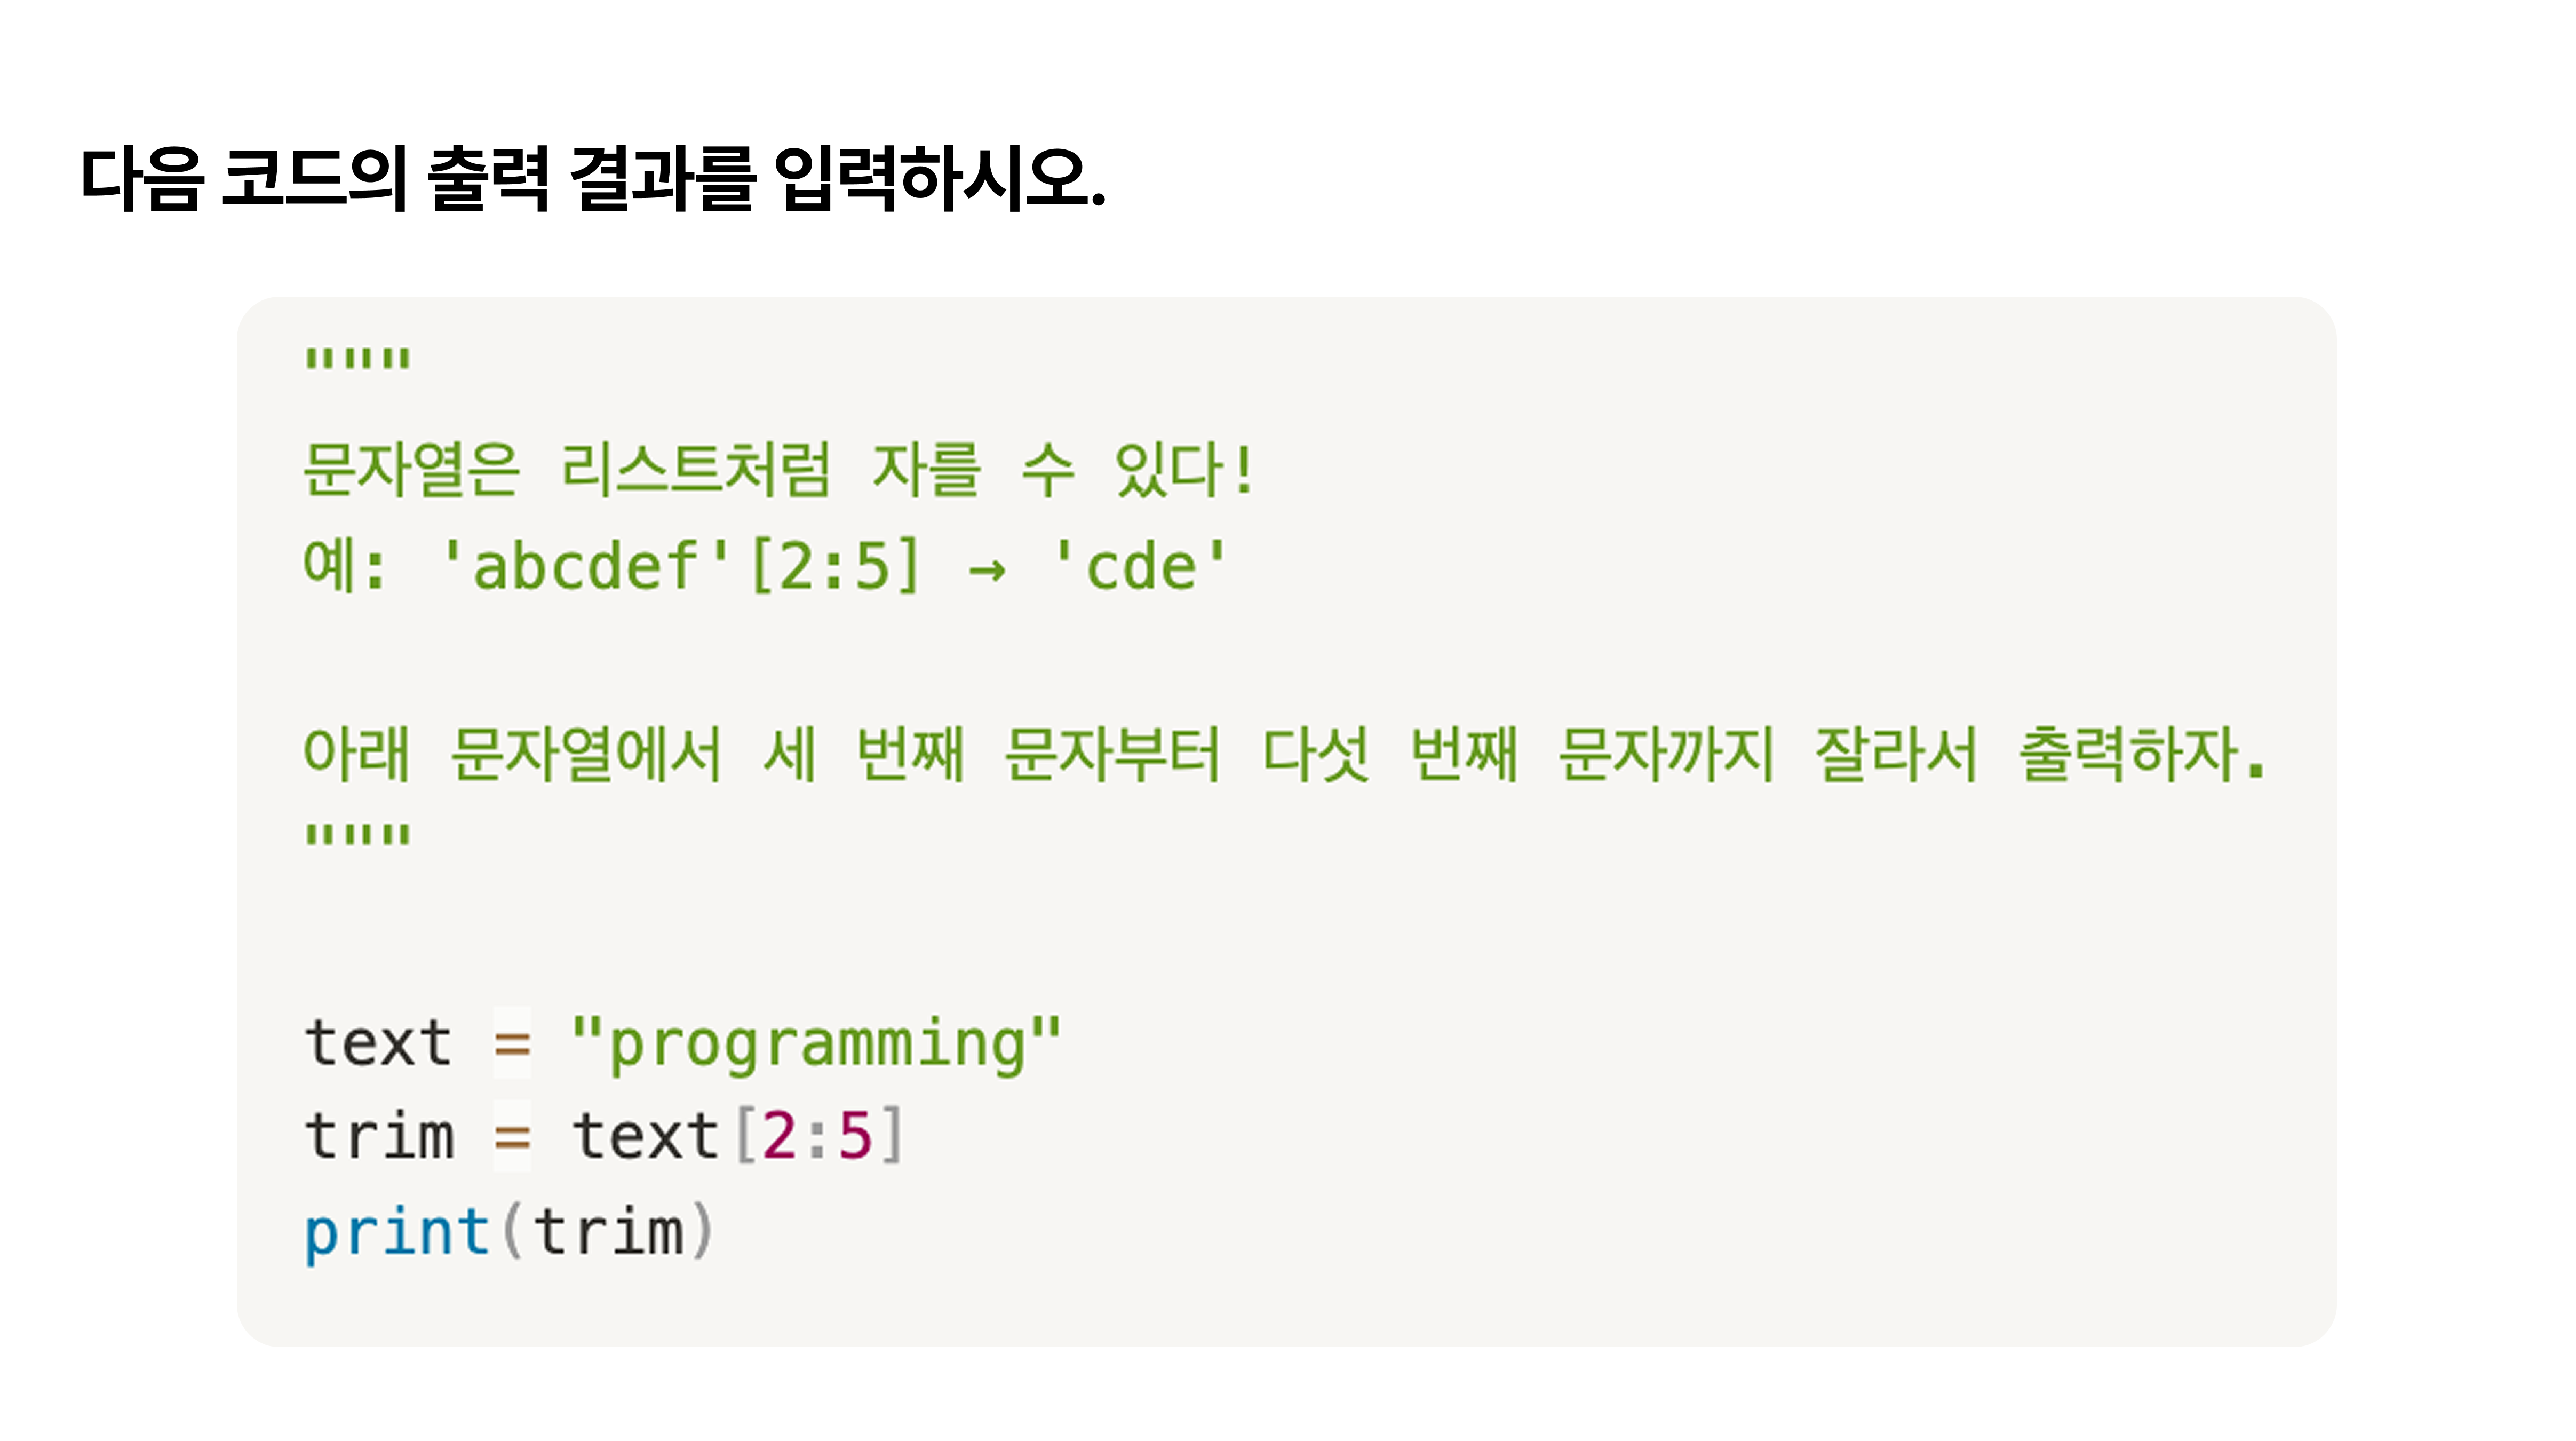 다음 코드의 출력 결과를 입력하시오.
"""
문자열은 리스트처럼 자를 수 있다!
예: 'abcdef'[2:5] → 'cde'
아래 문자열에서 세 번째 문자부터 다섯 번째 문자까지 잘라서 출력하자.
"""
text = "programming"
trim = text[2:5]
print(trim)